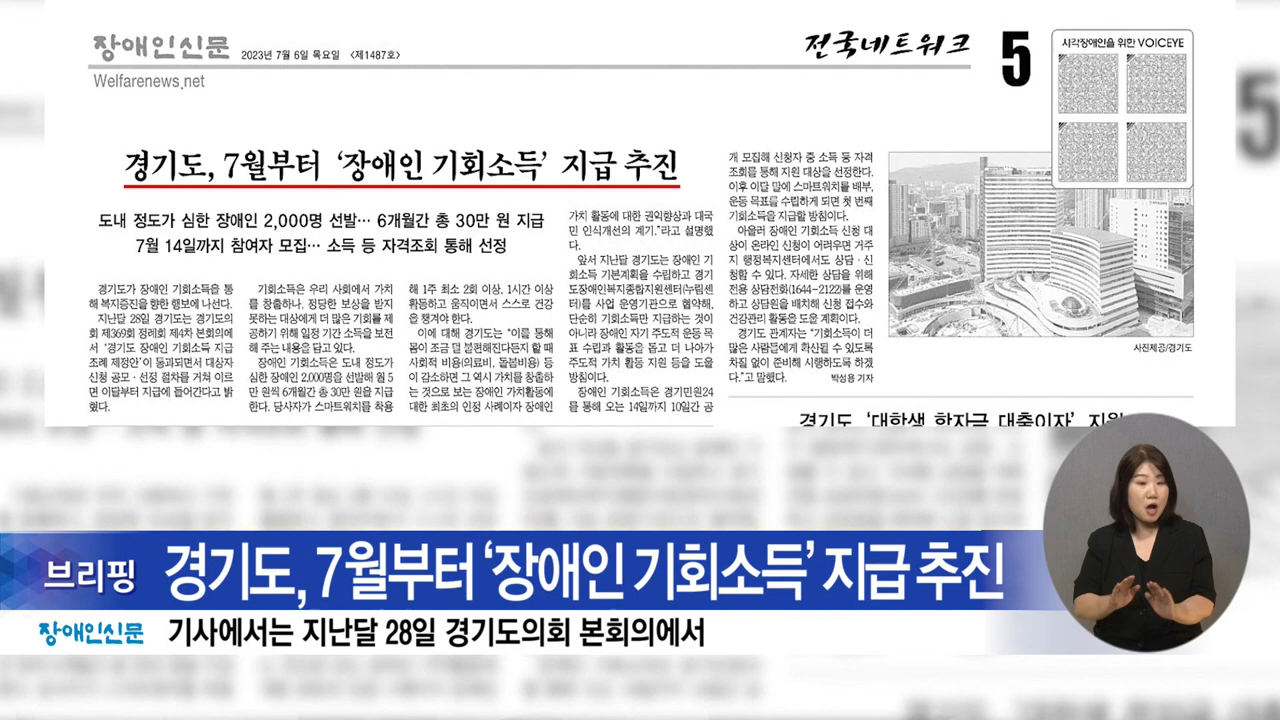 장애인신문 2023년 7월 6일 목요일 <제1487호>
Welfarenews.net
전국네트워크 5
시각장애인을 위한 VOICEYE
경기도, 7월부터 ‘장애인 기회소득’ 지급 추진
도내 정도가 심한 장애인 2,000명 선발… 6개월간 총 30만 원 지급
7월 14일까지 참여자 모집… 소득 등 자격조회 통해 선정
경기도가 장애인 기회소득을 통
해 복지증진을 향한 행보에 나선다.
지난달 28일 경기도는 경기도의
회 제369회 정례회 제4차 본회의에
서 ‘경기도 장애인 기회소득 지급
조례 제정안’이 통과되면서 대상자
신청 공모·선정 절차를 거쳐 이르
면 이달부터 지급에 들어간다고 밝
혔다.
기회소득은 우리 사회에서 가치
를 창출하나, 정당한 보상을 받지
못하는 대상에게 더 많은 기회를 제
공하기 위해 일정 기간 소득을 보전
해 주는 내용을 담고 있다.
장애인 기회소득은 도내 정도가
심한 장애인 2,000명을 선발해 월 5
만 원씩 6개월간 총 30만 원을 지급
한다. 당사자가 스마트워치를 착용
해 1주 최소 2회 이상, 1시간 이상
활동하고 움직이면서 스스로 건강
을 챙겨야 한다.
이에 대해 경기도는 “이를 통해
몸이 조금 덜 불편해진다든지 할 때
사회적 비용(의료비, 돌봄비용) 등
이 감소하면 그 역시 가치를 창출하
는 것으로 보는 장애인 가치활동에
대한 최초의 인정 사례이자 장애인
가치 활동에 대한 권익향상과 대국
민 인식개선의 계기.”라고 설명했
다.
앞서 지난달 경기도는 장애인 기
회소득 기본계획을 수립하고 경기
도장애인복지종합지원센터(누림센
터)를 사업 운영기관으로 협약해,
단순히 기회소득만 지급하는 것이
아니라 장애인 자기 주도적 운동 목
표 수립과 활동을 돕고 더 나아가
주도적 가치 활동 지원 등을 도울
방침이다.
장애인 기회소득은 경기민원24
를 통해 오는 14일까지 10일간 공
개 모집해 신청자 중 소득 등 자격
조회를 통해 지원 대상을 선정한다.
이후 이달 말에 스마트워치를 배부,
운동 목표를 수립하게 되면 첫 번째
기회소득을 지급할 방침이다.
아울러 장애인 기회소득 신청 대
상이 온라인 신청이 어려우면 거주
지 행정복지센터에서도 상담·신
청할 수 있다. 자세한 상담을 위해
전용 상담전화(1644-2122)를 운영
하고 상담원을 배치해 신청 접수와
건강관리 활동을 도울 계획이다.
경기도 관계자는 “기회소득이 더
많은 사람들에게 확산될 수 있도록
차질 없이 준비해 시행하도록 하겠
다.”고 말했다. 박성용 기자
사진제공/경기도
경기도, ‘대학생 학자금 대출이자’ 지원
브리핑 경기도, 7월부터 ‘장애인 기회소득’ 지급 추진
장애인신문 기사에서는 지난달 28일 경기도의회 본회의에서